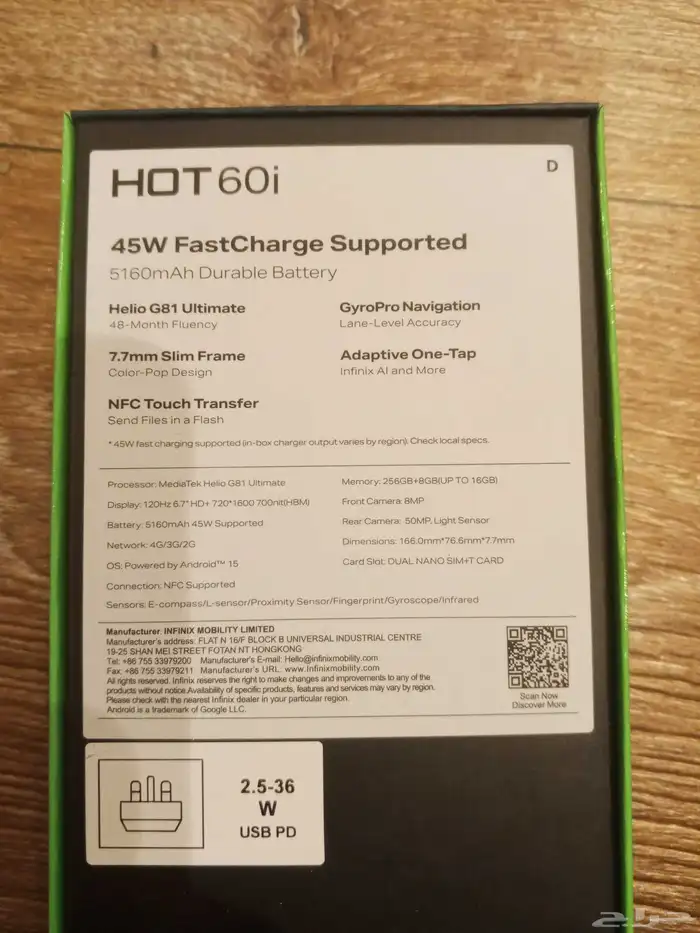 HOT 60i
D
45W FastCharge Supported
5160mAh Durable Battery
Helio G81 Ultimate
48-Month Fluency
GyroPro Navigation
Lane-Level Accuracy
7.7mm Slim Frame
Color-Pop Design
Adaptive One-Tap
Infinix AI and More
NFC Touch Transfer
Send Files in a Flash
* 45W fast charging supported (in-box charger output varies by region). Check local specs.
Processor: MediaTek Helio G81 Ultimate
Display: 120Hz 6.7" HD+ 720*1600 700nit(HBM)
Battery: 5160mAh 45W Supported
Network: 4G/3G/2G
OS: Powered by Android™ 15
Connection: NFC Supported
Memory: 256GB+8GB(UP TO 16GB)
Front Camera: 8MP
Rear Camera: 50MP, Light Sensor
Dimensions: 166.0mm*76.6mm*7.7mm
Card Slot: DUAL NANO SIM+T CARD
Sensors: E-compass/L-sensor/Proximity Sensor/Fingerprint/Gyroscope/Infrared
Manufacturer: INFINIX MOBILITY LIMITED
Manufacturer's address: FLAT N 16/F BLOCK B UNIVERSAL INDUSTRIAL CENTRE
19-25 SHAN MEI STREET FOTAN NT HONGKONG
Tel: +86 755 33979200 Manufacturer's E-mail: Hello@infinixmobility.com
Fax: +86 755 33979211 Manufacturer's URL: www.Infinixmobility.com
All rights reserved. Infinix reserves the right to make changes and improvements to any of the
products without notice.Availability of specific products, features and services may vary by region.
Please check with the nearest Infinix dealer in your particular region.
Android is a trademark of Google LLC.
Scan Now
Discover More
2.5-36
W
USB PD
حراج